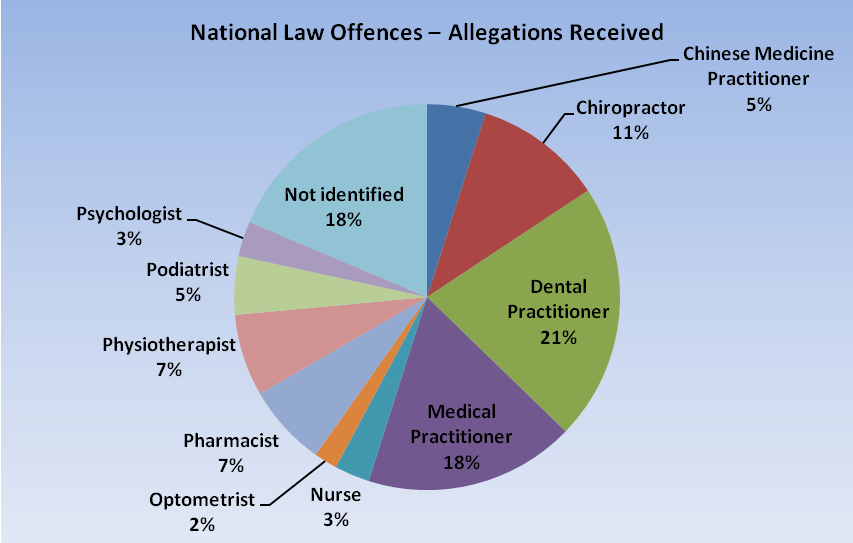 National Law Offences – Allegations Received
Chinese Medicine
Practitioner
5%
Chiropractor
11%
Dental
Practitioner
21%
Medical
Practitioner
18%
Nurse
3%
Optometrist
2%
Pharmacist
7%
Physiotherapist
7%
Podiatrist
5%
Psychologist
3%
Not identified
18%